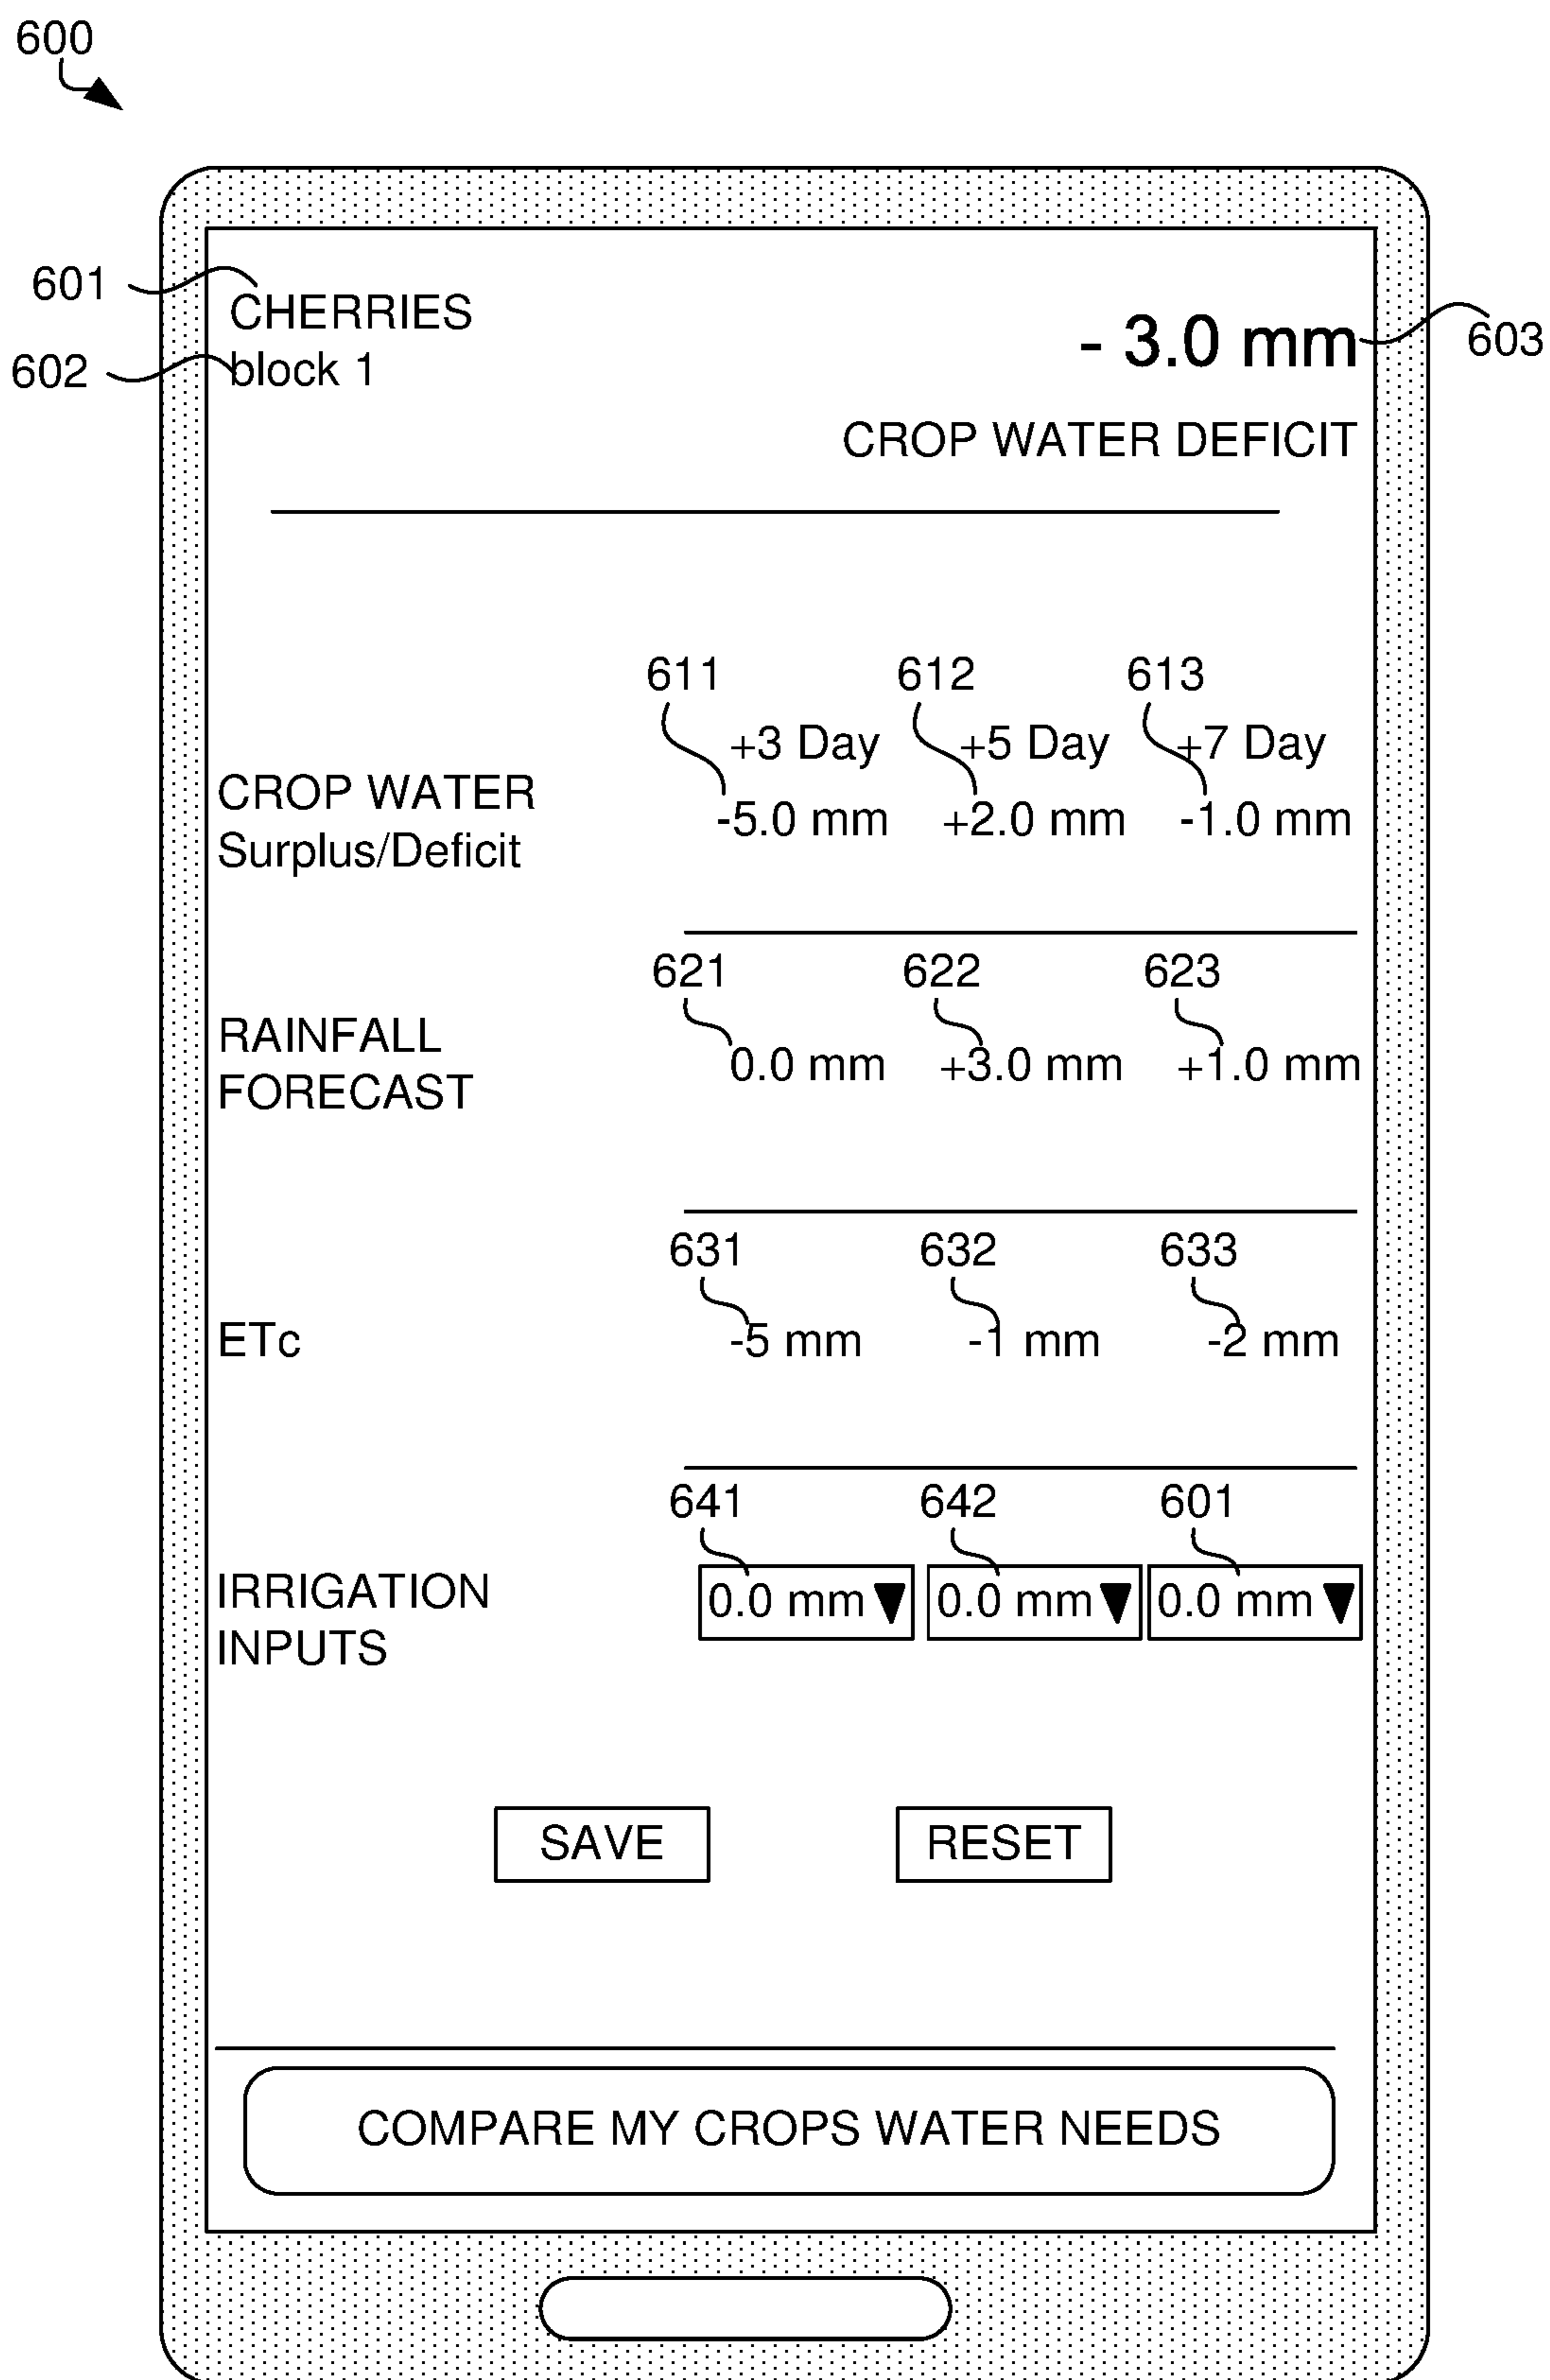 600
601
CHERRIES
- 3.0 mm
603
602
block 1
CROP WATER DEFICIT
611 612 613
+3 Day +5 Day +7 Day
CROP WATER
-5.0 mm +2.0 mm -1.0 mm
Surplus/Deficit
621 622 623
RAINFALL
0.0 mm +3.0 mm +1.0 mm
FORECAST
631 632 633
ETc -5 mm -1 mm -2 mm
641 642 601
IRRIGATION
0.0 mm 0.0 mm 0.0 mm
INPUTS
SAVE RESET
COMPARE MY CROPS WATER NEEDS